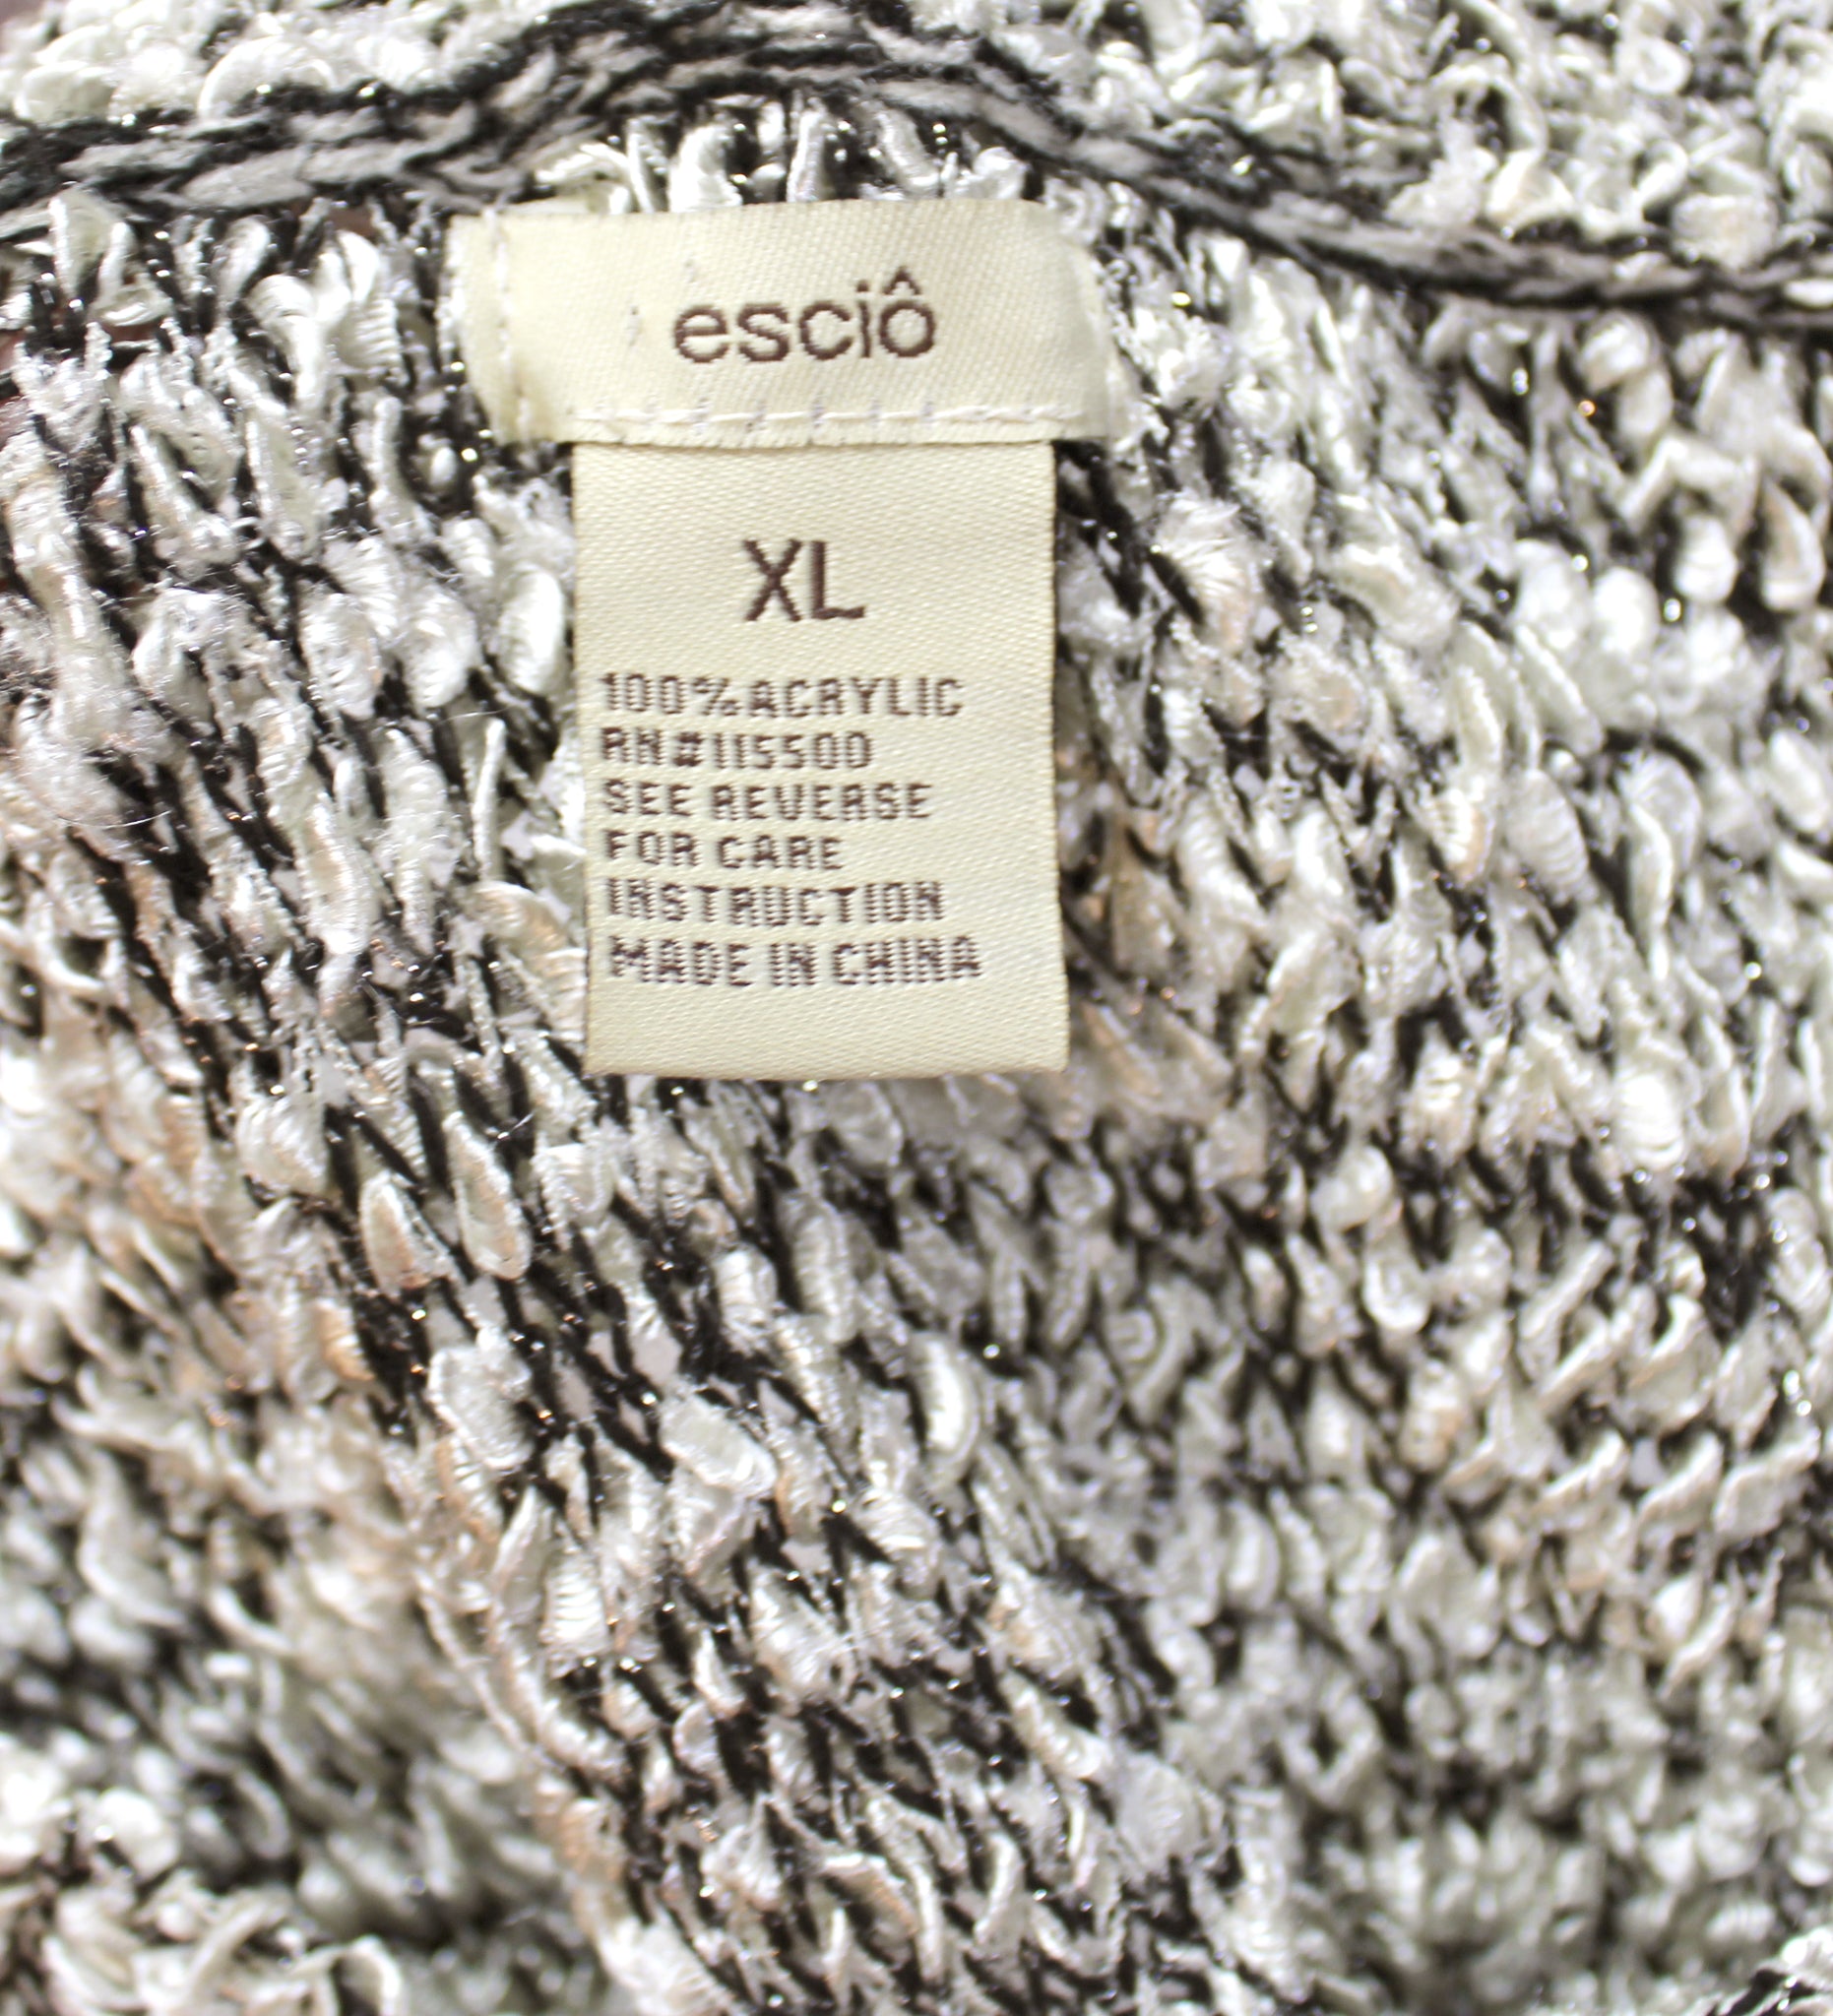 esciô
XL
100% ACRYLIC
RN#115500
SEE REVERSE
FOR CARE
INSTRUCTION
MADE IN CHINA